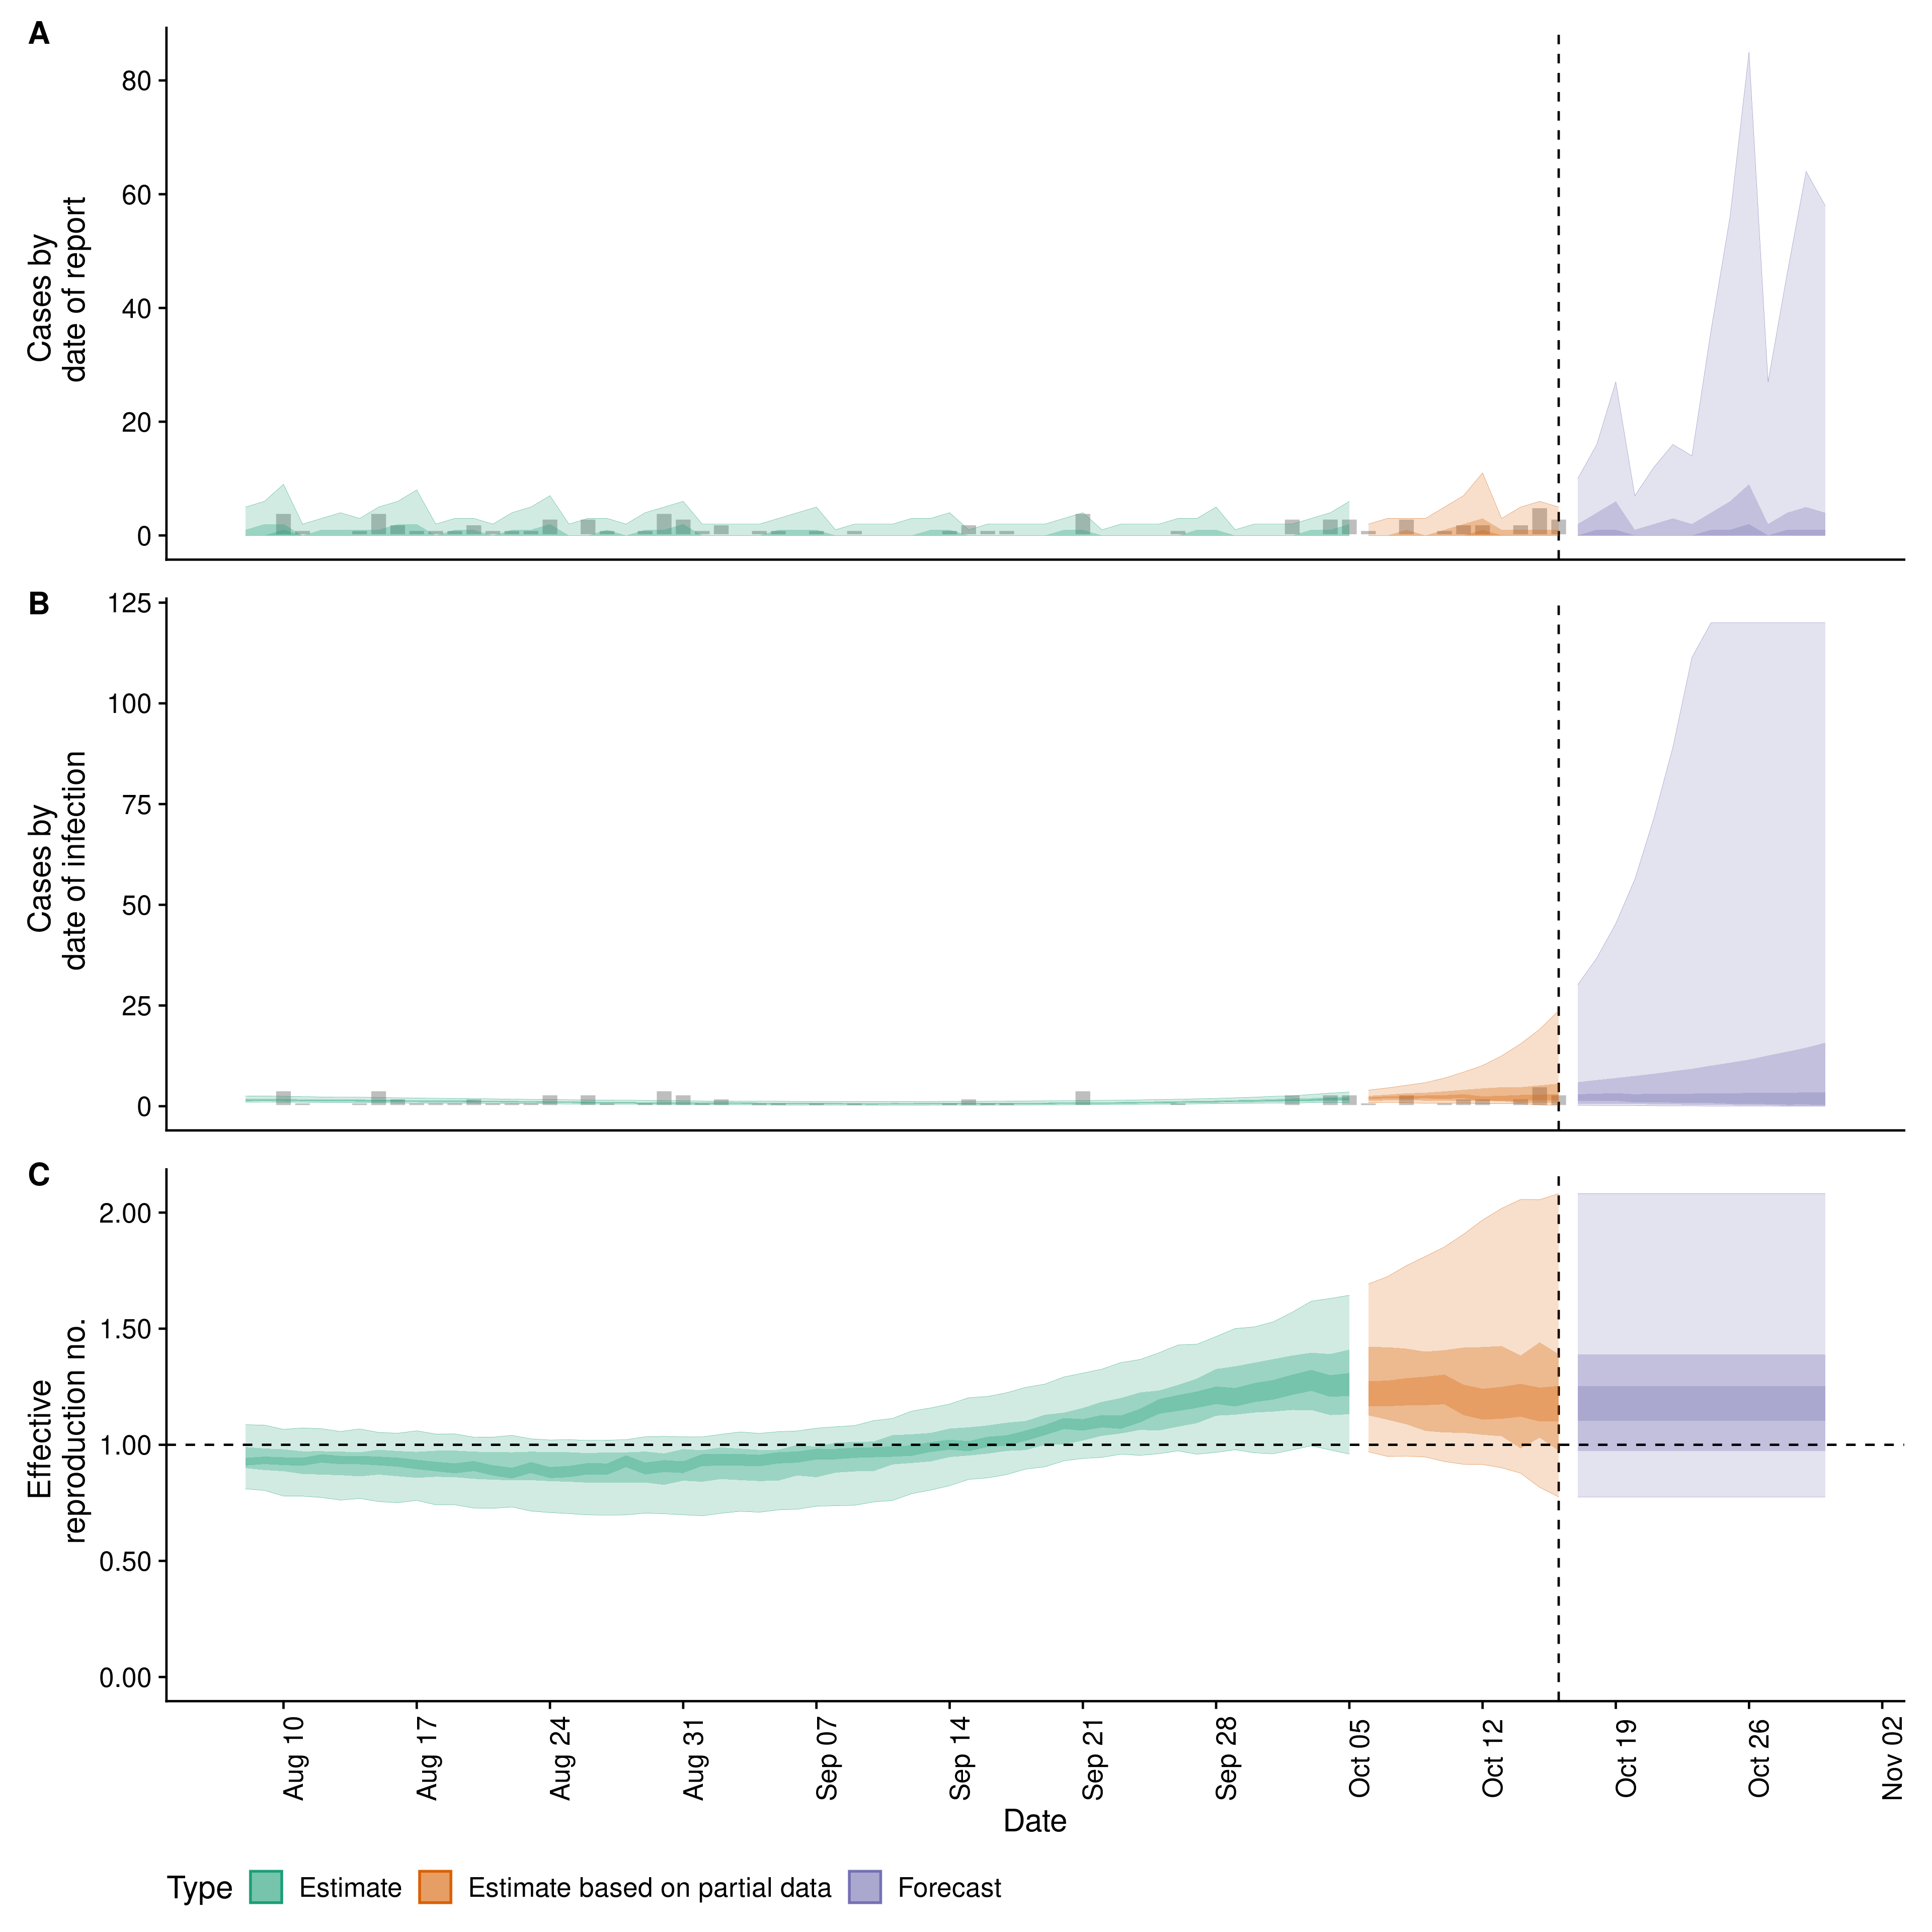 A
80
60
40
20
0
Cases by
date of report
B
125
100
75
50
25
0
Cases by
date of infection
C
2.00
1.50
1.00
0.50
0.00
Effective
reproduction no.
Aug 10
Aug 17
Aug 24
Aug 31
Sep 07
Sep 14
Sep 21
Sep 28
Oct 05
Oct 12
Oct 19
Oct 26
Nov 02
Date
Type Estimate Estimate based on partial data Forecast